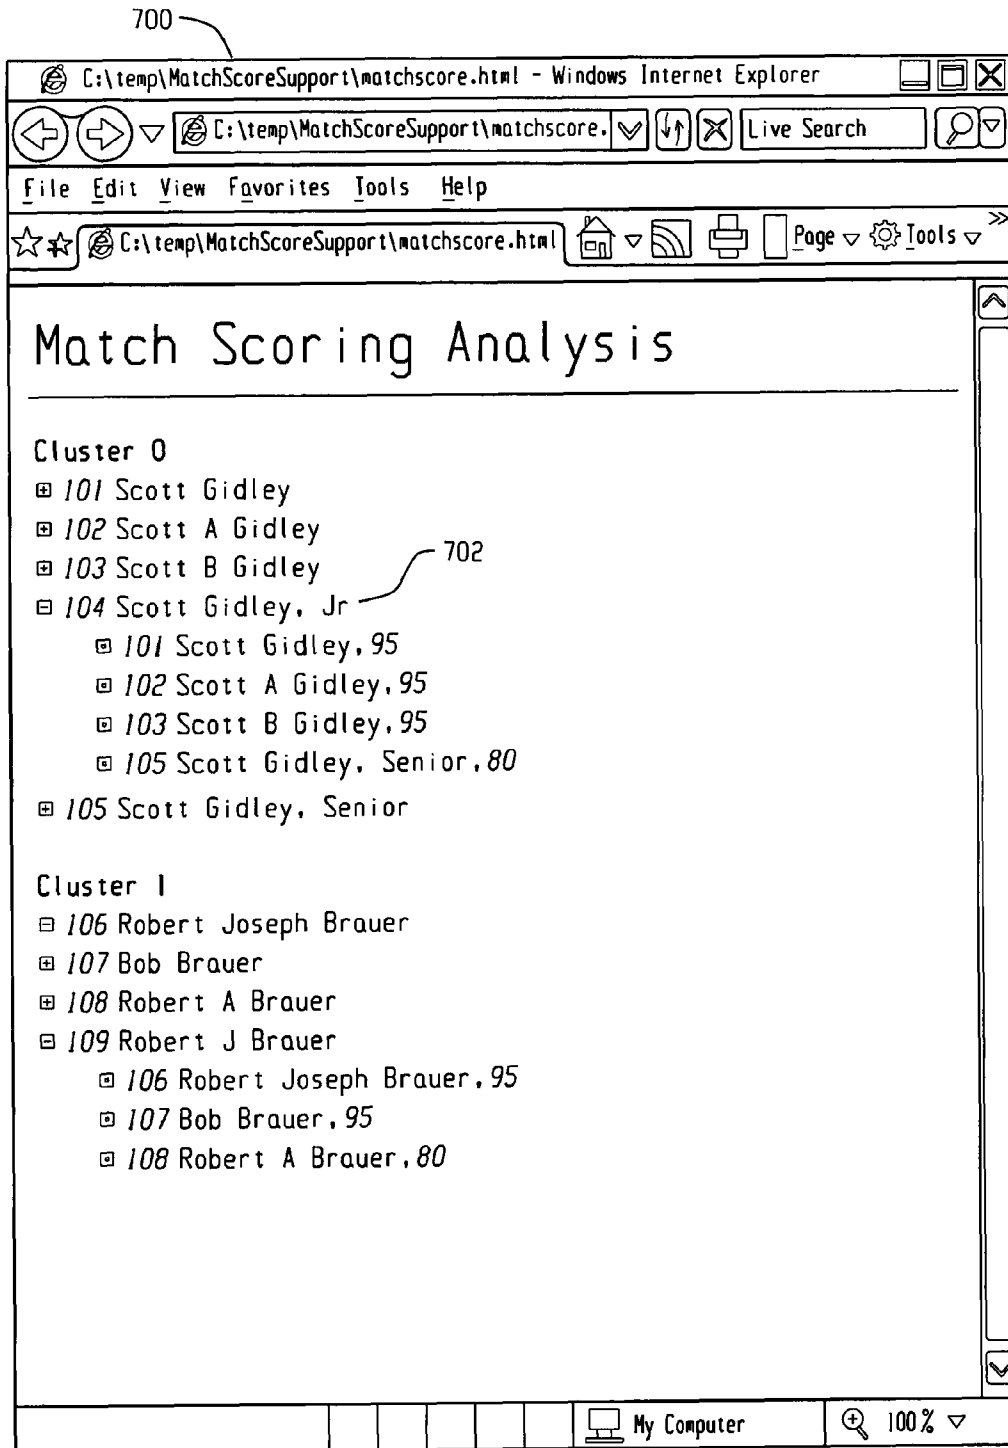 700
C:\temp\MatchScoreSupport\matchscore.html - Windows Internet Explorer
C:\temp\MatchScoreSupport\matchscore. Live Search
File Edit View Favorites Tools Help
C:\temp\MatchScoreSupport\matchscore.html Page Tools »
Match Scoring Analysis
Cluster 0
101 Scott Gidley
102 Scott A Gidley
103 Scott B Gidley
702
104 Scott Gidley, Jr
101 Scott Gidley, 95
102 Scott A Gidley, 95
103 Scott B Gidley, 95
105 Scott Gidley, Senior, 80
105 Scott Gidley, Senior
Cluster 1
106 Robert Joseph Brauer
107 Bob Brauer
108 Robert A Brauer
109 Robert J Brauer
106 Robert Joseph Brauer, 95
107 Bob Brauer, 95
108 Robert A Brauer, 80
My Computer 100%